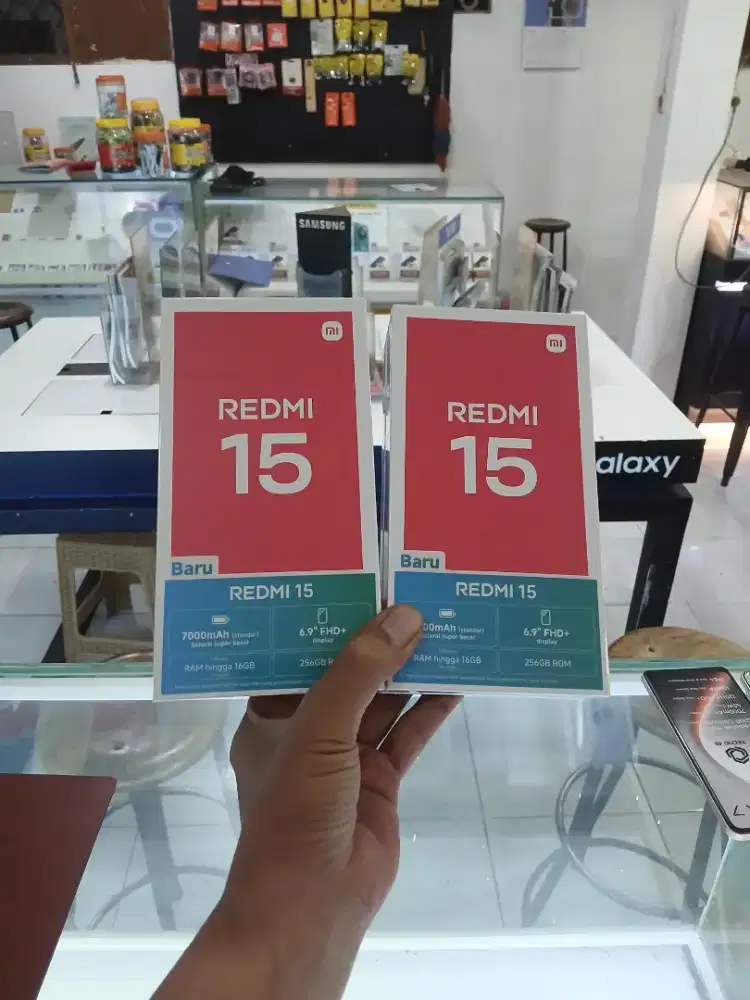 SAMSUNG
alaxy
mi
REDMI
15
Baru
REDMI 15
7000mAh (standar)
Baterai super besar
6.9" FHD+
display
RAM hingga 16GB
256GB R
mi
REDMI
15
Baru
REDMI 15
00mAh (standar)
aterai super besar
6.9" FHD+
display
RAM hingga 16GB
256GB ROM